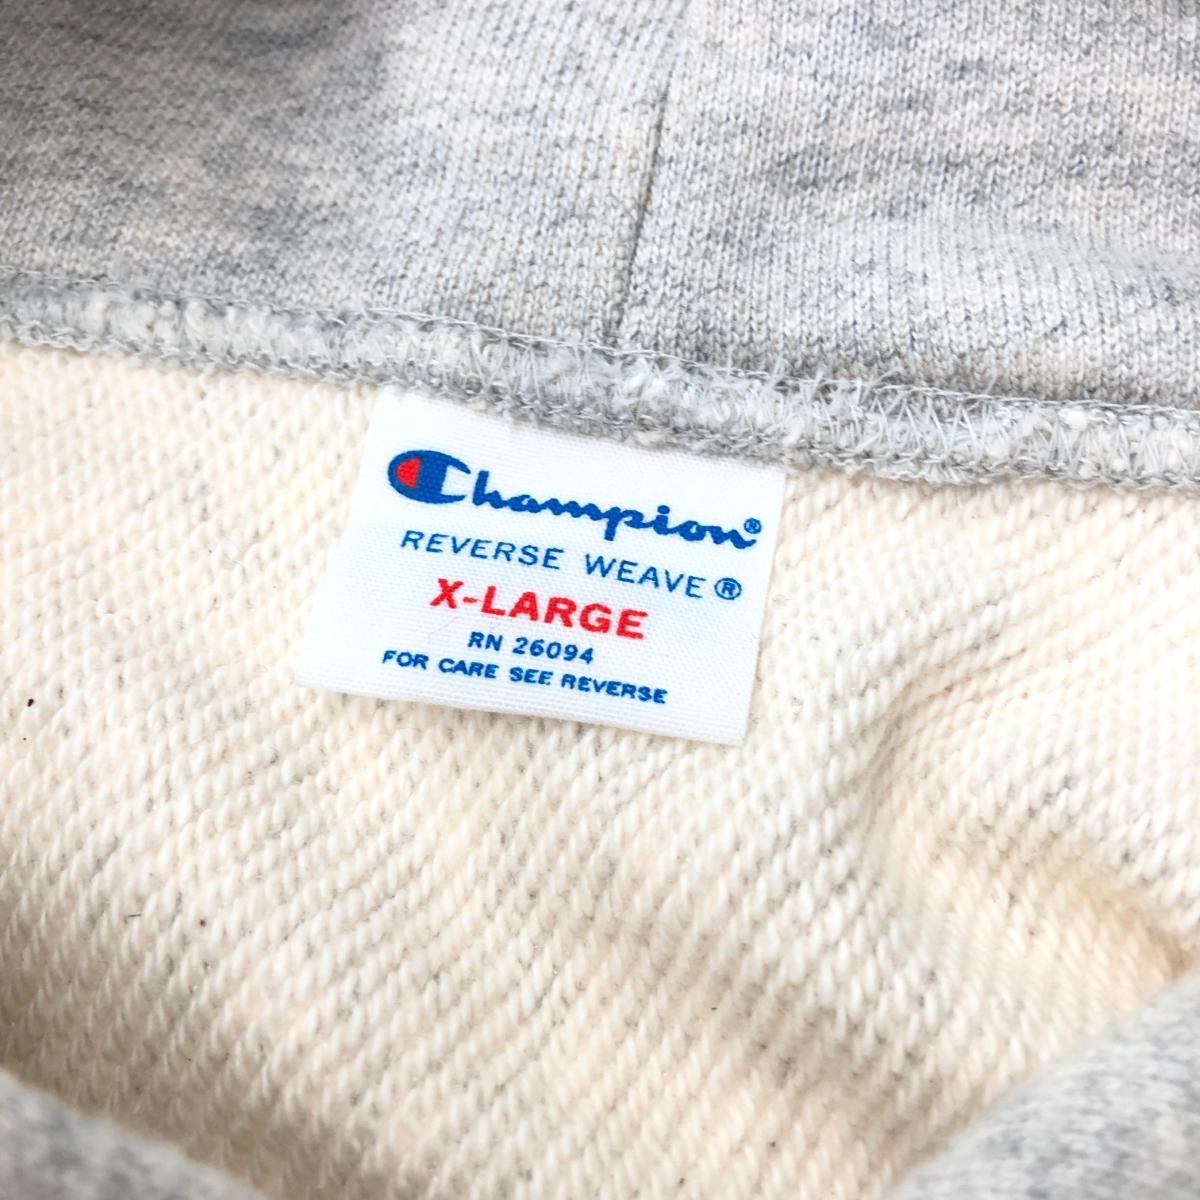 Champion®
REVERSE WEAVE®
X-LARGE
RN 26094
FOR CARE SEE REVERSE